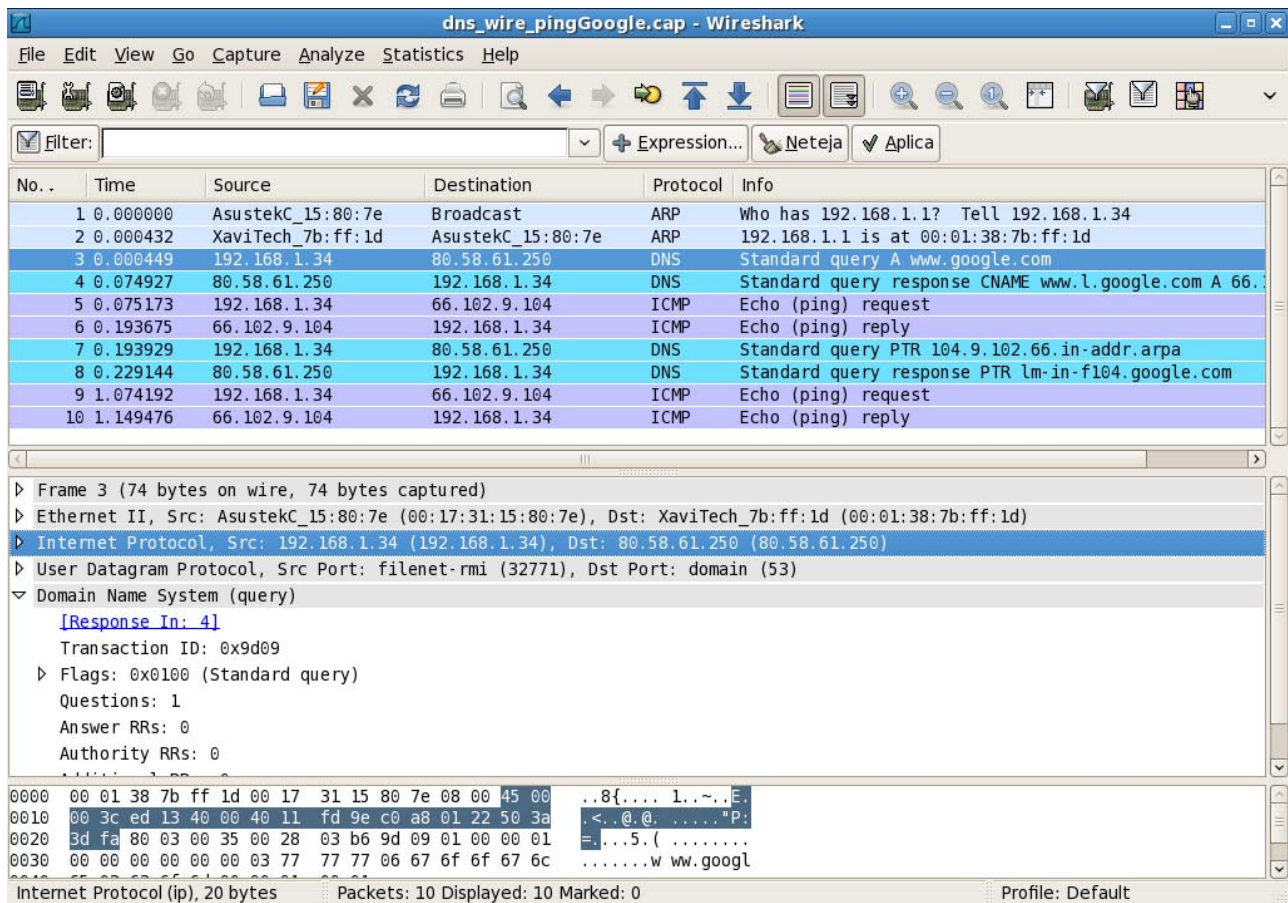 dns_wire_pingGoogle.cap - Wireshark
File Edit View Go Capture Analyze Statistics Help
Filter: Expression... Neteja Aplica
No. . Time Source Destination Protocol Info
1 0.000000 AsustekC_15:80:7e Broadcast ARP Who has 192.168.1.1? Tell 192.168.1.34
2 0.000432 XaviTech_7b:ff:1d AsustekC_15:80:7e ARP 192.168.1.1 is at 00:01:38:7b:ff:1d
3 0.000449 192.168.1.34 80.58.61.250 DNS Standard query A www.google.com
4 0.074927 80.58.61.250 192.168.1.34 DNS Standard query response CNAME www.l.google.com A 66.
5 0.075173 192.168.1.34 66.102.9.104 ICMP Echo (ping) request
6 0.193675 66.102.9.104 192.168.1.34 ICMP Echo (ping) reply
7 0.193929 192.168.1.34 80.58.61.250 DNS Standard query PTR 104.9.102.66.in-addr.arpa
8 0.229144 80.58.61.250 192.168.1.34 DNS Standard query response PTR lm-in-f104.google.com
9 1.074192 192.168.1.34 66.102.9.104 ICMP Echo (ping) request
10 1.149476 66.102.9.104 192.168.1.34 ICMP Echo (ping) reply
Frame 3 (74 bytes on wire, 74 bytes captured)
Ethernet II, Src: AsustekC_15:80:7e (00:17:31:15:80:7e), Dst: XaviTech_7b:ff:1d (00:01:38:7b:ff:1d)
Internet Protocol, Src: 192.168.1.34 (192.168.1.34), Dst: 80.58.61.250 (80.58.61.250)
User Datagram Protocol, Src Port: filenet-rmi (32771), Dst Port: domain (53)
Domain Name System (query)
[Response In: 4]
Transaction ID: 0x9d09
Flags: 0x0100 (Standard query)
Questions: 1
Answer RRs: 0
Authority RRs: 0
0000 00 01 38 7b ff 1d 00 17 31 15 80 7e 08 00 45 00 ..8{.... 1..~..E.
0010 00 3c ed 13 40 00 40 11 fd 9e c0 a8 01 22 50 3a .<..@.@. ....."P:
0020 3d fa 80 03 00 35 00 28 03 b6 9d 09 01 00 00 01 =....5.( ........
0030 00 00 00 00 00 00 03 77 77 77 06 67 6f 6f 67 6c .......w ww.googl
Internet Protocol (ip), 20 bytes Packets: 10 Displayed: 10 Marked: 0 Profile: Default